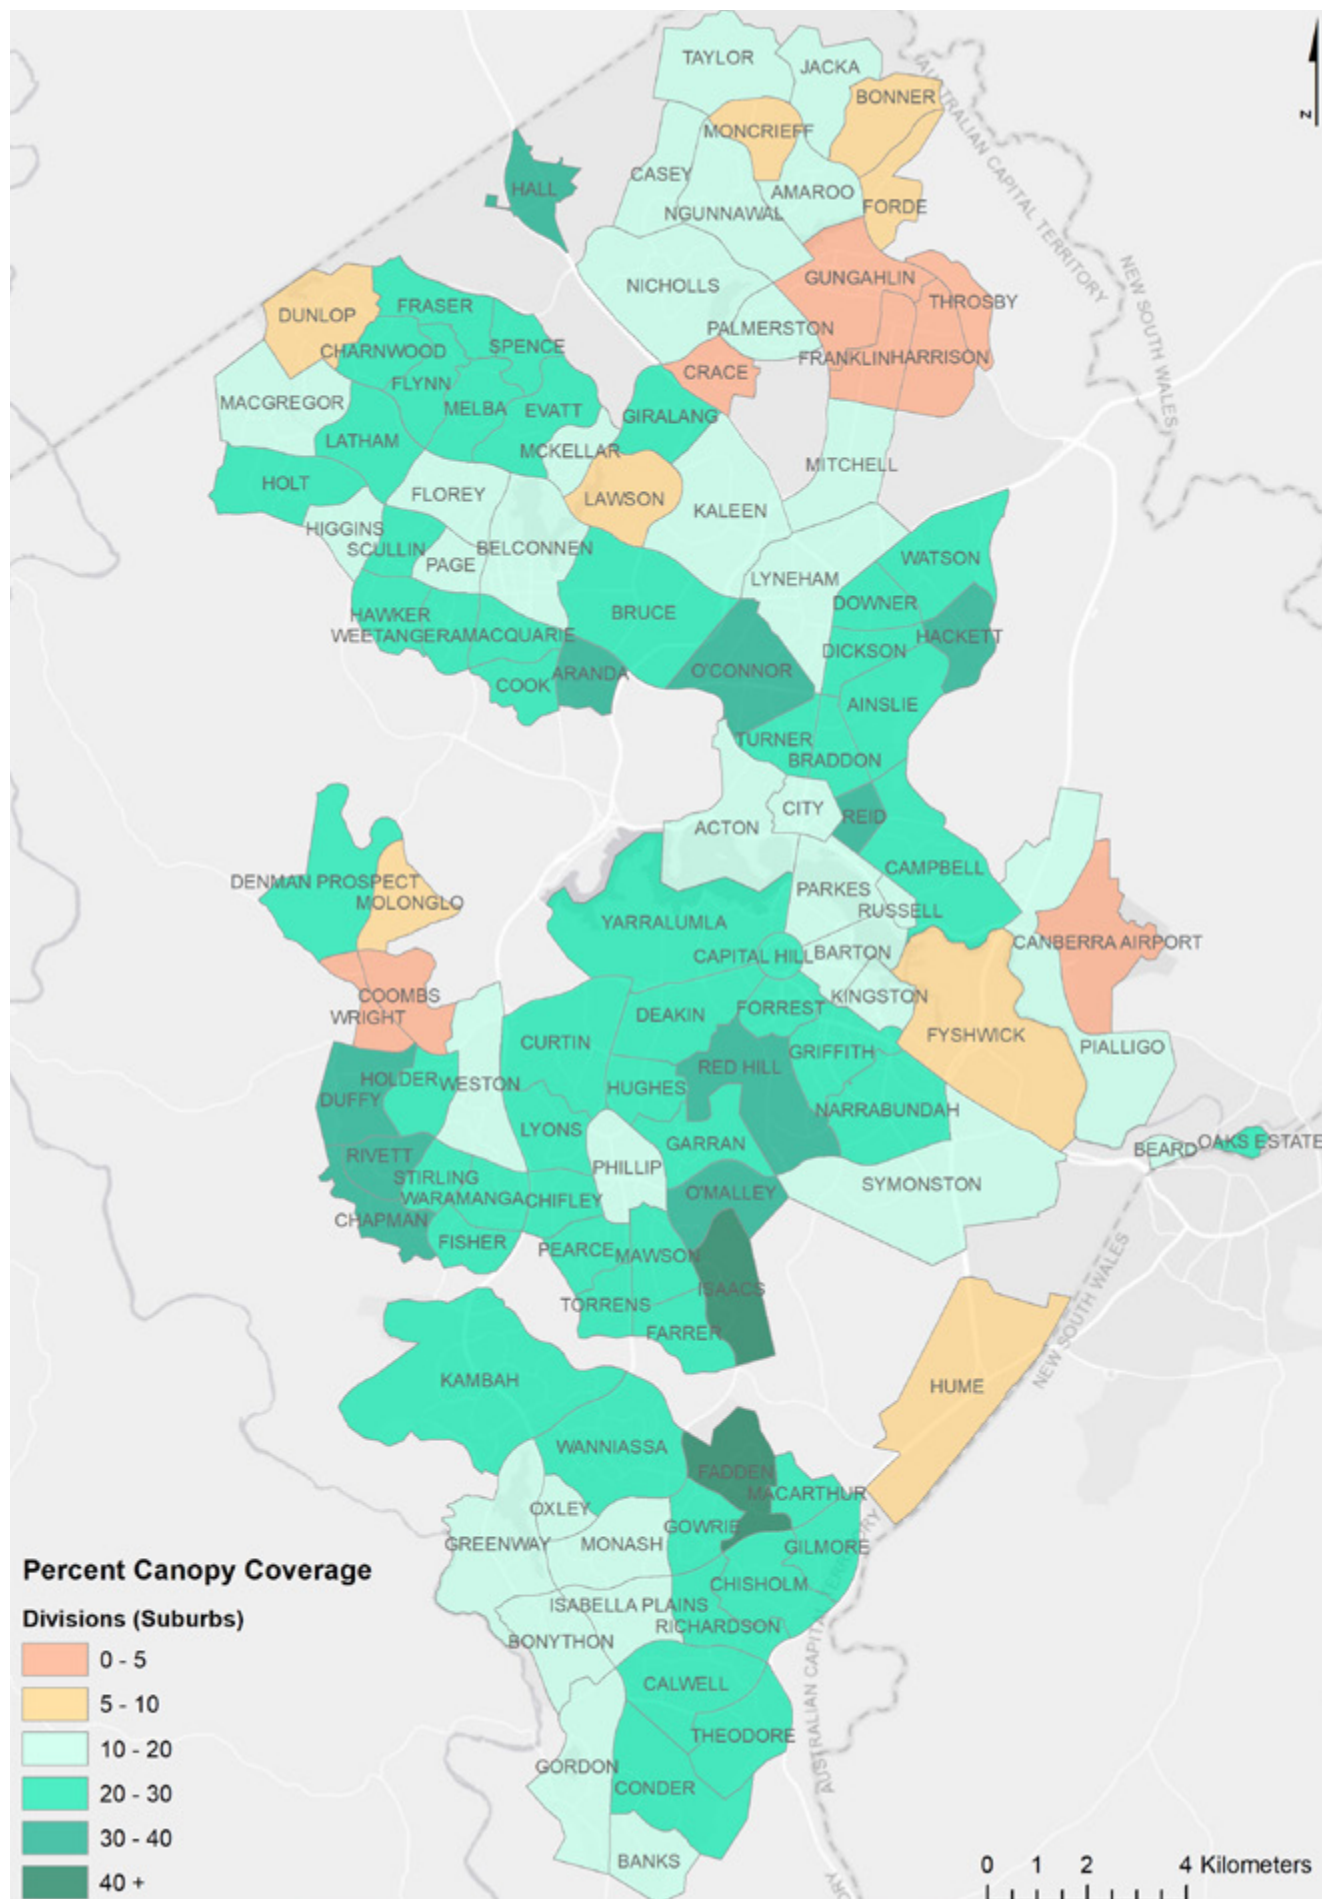 TAYLOR
JACKA
BONNER
MONCRIEFF
CASEY
AMAROO
NGUNNAWAL
FORDE
HALL
N
AUSTRALIAN CAPITAL TERRITORY
NEW SOUTH WALES
NICHOLLS
GUNGAHLIN
THROSBY
PALMERSTON
FRANKLIN
HARRISON
CRACE
DUNLOP
FRASER
CHARNWOOD
SPENCE
FLYNN
MACGREGOR
MELBA
EVATT
GIRALANG
LATHAM
MCKELLAR
MITCHELL
HOLT
FLOREY
LAWSON
KALEEN
HIGGINS
SCULLIN
PAGE
BELCONNEN
WATSON
LYNEHAM
DOWNER
HAWKER
BRUCE
WEETANGERA
MACQUARIE
HACKETT
DICKSON
COOK
ARANDA
O'CONNOR
AINSLIE
TURNER
BRADDON
CITY
REID
ACTON
CAMPBELL
DENMAN PROSPECT
MOLONGLO
PARKES
RUSSELL
YARRALUMLA
CAPITAL HILL
BARTON
CANBERRA AIRPORT
COOMBS
WRIGHT
KINGSTON
DEAKIN
FORREST
FYSHWICK
CURTIN
PIALLIGO
GRIFFITH
RED HILL
HOLDER
WESTON
HUGHES
DUFFY
NARRABUNDAH
LYONS
GARRAN
BEARD
OAKS ESTATE
RIVETT
PHILLIP
STIRLING
SYMONSTON
WARAMANGA
CHIFLEY
O'MALLEY
CHAPMAN
FISHER
PEARCE
MAWSON
ISAACS
TORRENS
FARRER
NEW SOUTH WALES
KAMBAH
HUME
WANNIASSA
FADDEN
MACARTHUR
OXLEY
GOWRIE
GREENWAY
MONASH
GILMORE
CHISHOLM
ISABELLA PLAINS
RICHARDSON
BONYTHON
CALWELL
THEODORE
GORDON
CONDER
BANKS
AUSTRALIAN CAPITAL TERRITORY
ORY
Percent Canopy Coverage
Divisions (Suburbs)
0 - 5
5 - 10
10 - 20
20 - 30
30 - 40
40 +
0 1 2 4 Kilometers